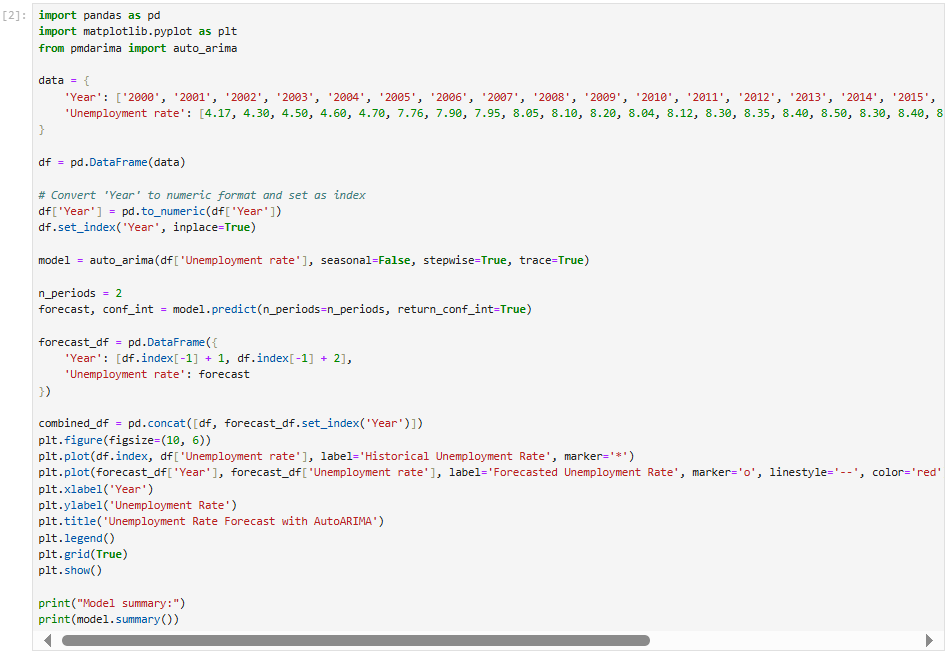 [2]:
import pandas as pd
import matplotlib.pyplot as plt
from pmdarima import auto_arima

data = {
    'Year': ['2000', '2001', '2002', '2003', '2004', '2005', '2006', '2007', '2008', '2009', '2010', '2011', '2012', '2013', '2014', '2015',
    'Unemployment rate': [4.17, 4.30, 4.50, 4.60, 4.70, 7.76, 7.90, 7.95, 8.05, 8.10, 8.20, 8.04, 8.12, 8.30, 8.35, 8.40, 8.50, 8.30, 8.40, 8
}

df = pd.DataFrame(data)

# Convert 'Year' to numeric format and set as index
df['Year'] = pd.to_numeric(df['Year'])
df.set_index('Year', inplace=True)

model = auto_arima(df['Unemployment rate'], seasonal=False, stepwise=True, trace=True)

n_periods = 2
forecast, conf_int = model.predict(n_periods=n_periods, return_conf_int=True)

forecast_df = pd.DataFrame({
    'Year': [df.index[-1] + 1, df.index[-1] + 2],
    'Unemployment rate': forecast
})

combined_df = pd.concat([df, forecast_df.set_index('Year')])
plt.figure(figsize=(10, 6))
plt.plot(df.index, df['Unemployment rate'], label='Historical Unemployment Rate', marker='*')
plt.plot(forecast_df['Year'], forecast_df['Unemployment rate'], label='Forecasted Unemployment Rate', marker='o', linestyle='--', color='red'
plt.xlabel('Year')
plt.ylabel('Unemployment Rate')
plt.title('Unemployment Rate Forecast with AutoARIMA')
plt.legend()
plt.grid(True)
plt.show()

print("Model summary:")
print(model.summary())